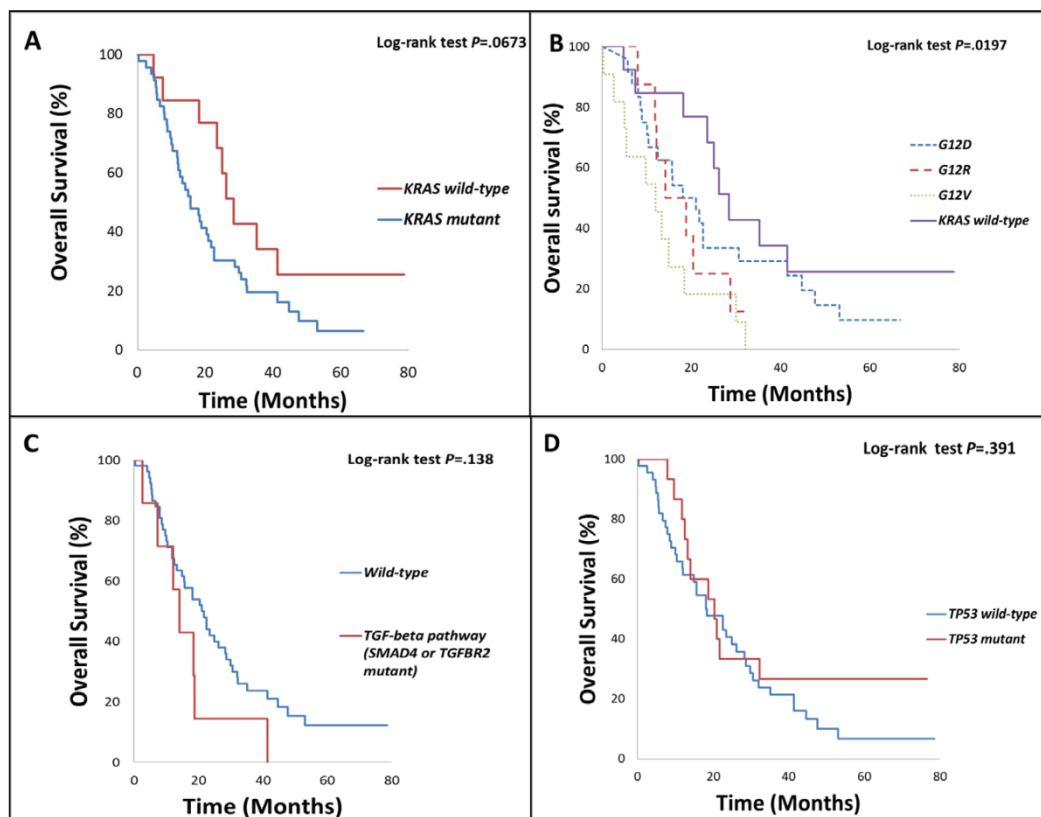 A
Log-rank test P=.0673
100
80
60
40
20
0
Overall Survival (%)
KRAS wild-type
KRAS mutant
0 20 40 60 80
Time (Months)
B
Log-rank test P=.0197
100
80
60
40
20
0
Overall Survival (%)
G12D
G12R
G12V
KRAS wild-type
0 20 40 60 80
Time (Months)
C
Log-rank test P=.138
100
80
60
40
20
0
Overall Survival (%)
Wild-type
TGF-beta pathway
(SMAD4 or TGFBR2
mutant)
0 20 40 60 80
Time (Months)
D
Log-rank test P=.391
100
80
60
40
20
0
Overall Survival (%)
TP53 wild-type
TP53 mutant
0 20 40 60 80
Time (Months)